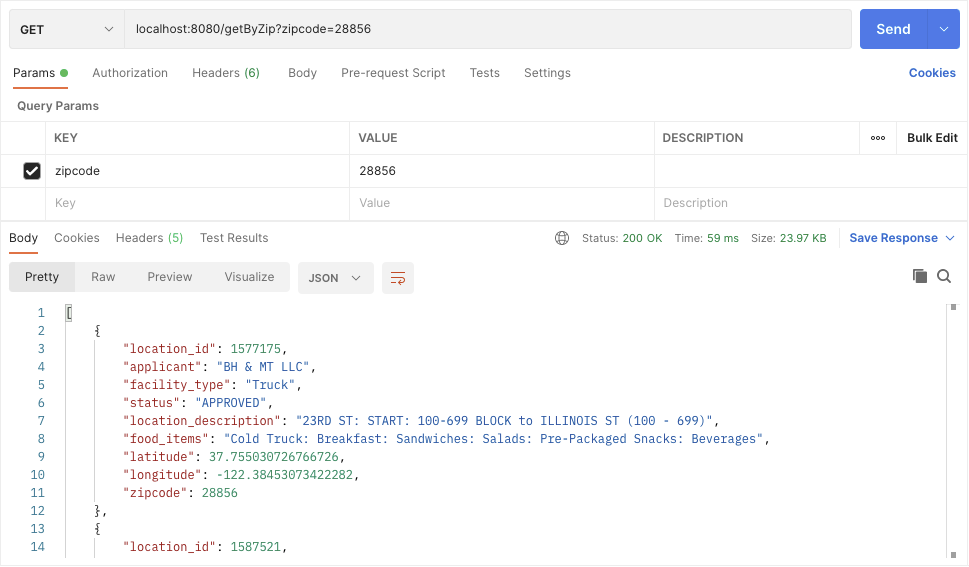 GET localhost:8080/getByZip?zipcode=28856 Send
Params Authorization Headers (6) Body Pre-request Script Tests Settings Cookies
Query Params
KEY VALUE DESCRIPTION ooo Bulk Edit
zipcode 28856
Key Value Description
Body Cookies Headers (5) Test Results Status: 200 OK Time: 59 ms Size: 23.97 KB Save Response
Pretty Raw Preview Visualize JSON
1 [
2 {
3 "location_id": 1577175,
4 "applicant": "BH & MT LLC",
5 "facility_type": "Truck",
6 "status": "APPROVED",
7 "location_description": "23RD ST: START: 100-699 BLOCK to ILLINOIS ST (100 - 699)",
8 "food_items": "Cold Truck: Breakfast: Sandwiches: Salads: Pre-Packaged Snacks: Beverages",
9 "latitude": 37.755030726766726,
10 "longitude": -122.38453073422282,
11 "zipcode": 28856
12 },
13 {
14 "location_id": 1587521,